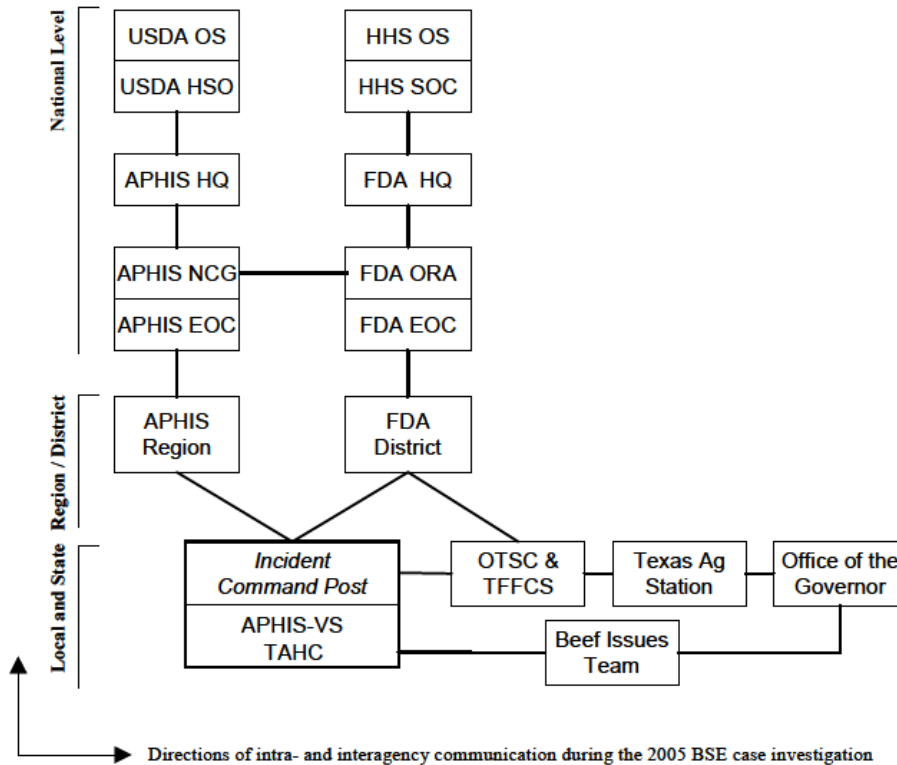 National Level
USDA OS
HHS OS
USDA HSO
HHS SOC
APHIS HQ
FDA HQ
APHIS NCG
FDA ORA
APHIS EOC
FDA EOC
Region / District
APHIS
Region
FDA
District
Local and State
Incident
Command Post
APHIS-VS
TAHC
OTSC &
TFFCS
Texas Ag
Station
Office of the
Governor
Beef Issues
Team
Directions of intra- and interagency communication during the 2005 BSE case investigation